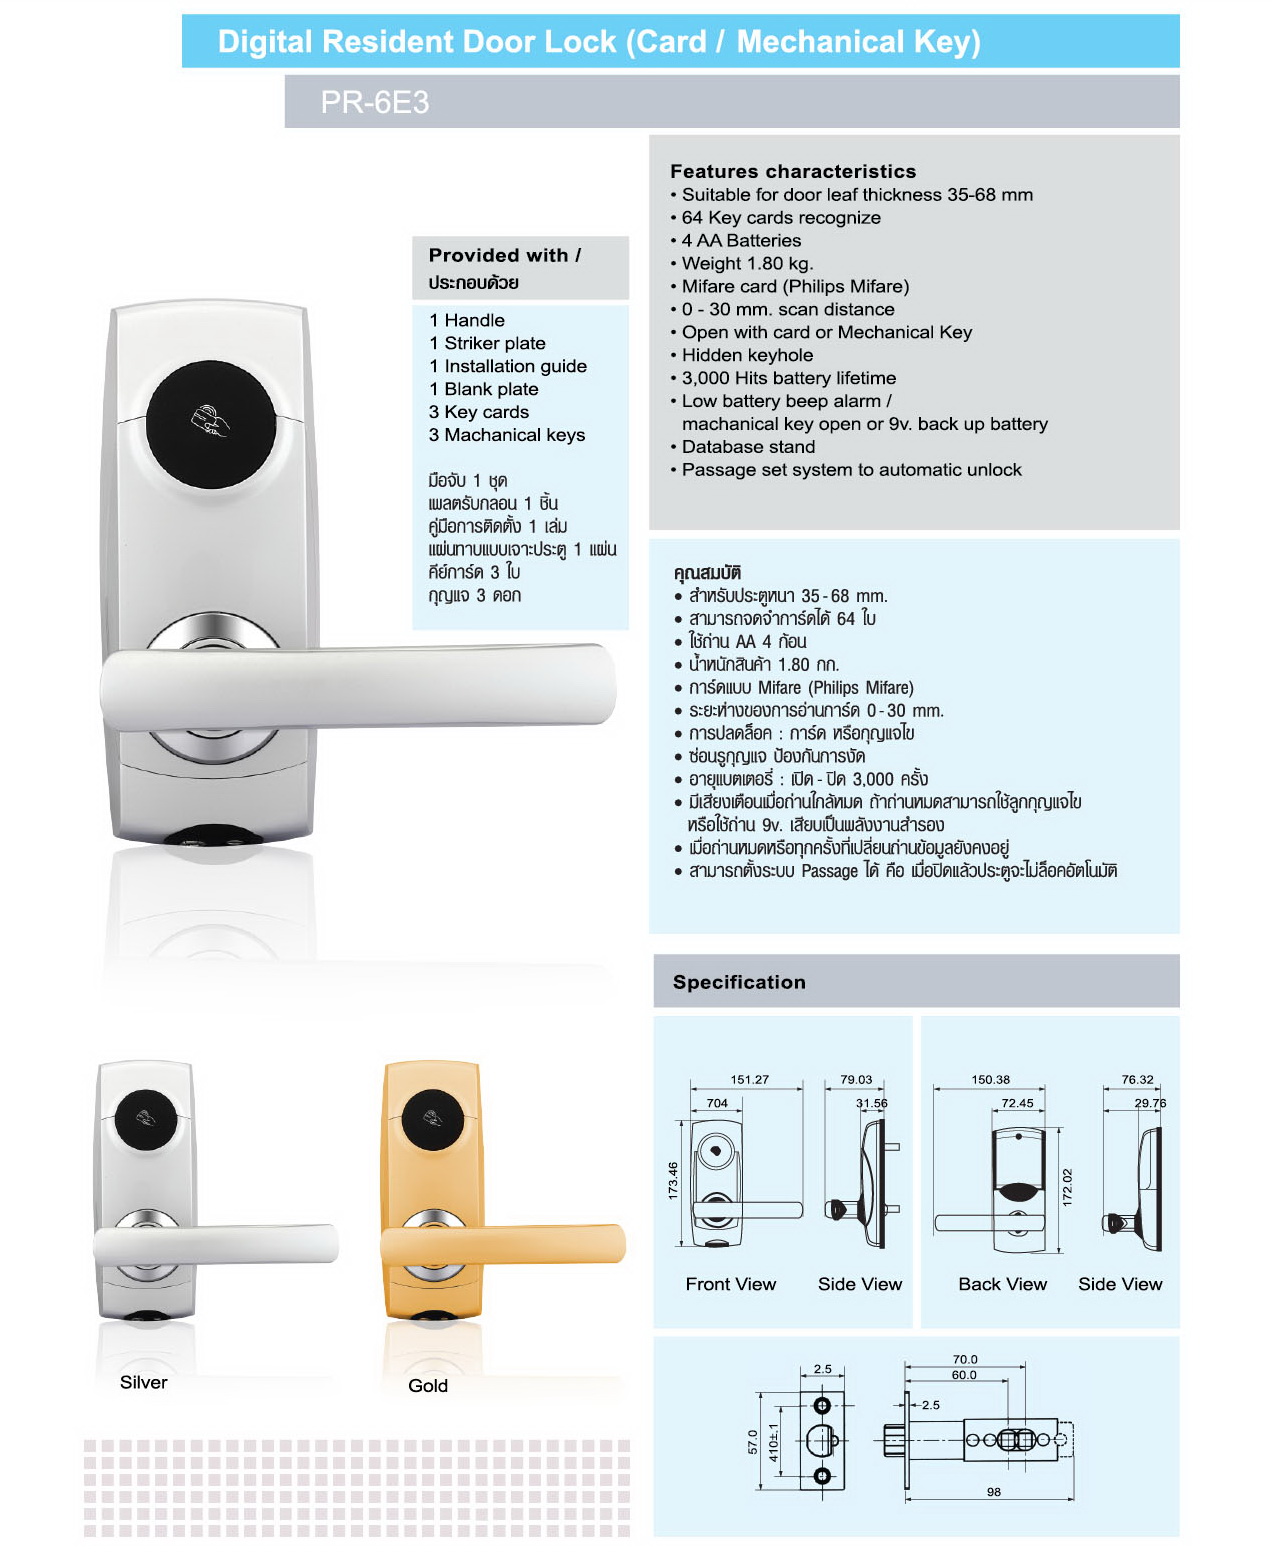 Digital Resident Door Lock (Card / Mechanical Key)
PR-6E3
Features characteristics
• Suitable for door leaf thickness 35-68 mm
• 64 Key cards recognize
• 4 AA Batteries
• Weight 1.80 kg.
• Mifare card (Philips Mifare)
• 0 - 30 mm. scan distance
• Open with card or Mechanical Key
• Hidden keyhole
• 3,000 Hits battery lifetime
• Low battery beep alarm /
machanical key open or 9v. back up battery
• Database stand
• Passage set system to automatic unlock
Provided with /
ประกอบด้วย
1 Handle
1 Striker plate
1 Installation guide
1 Blank plate
3 Key cards
3 Machanical keys
มือจับ 1 ชุด
เพลตรับกลอน 1 ชิ้น
คู่มือการติดตั้ง 1 เล่ม
แผ่นทาบแบบเจาะประตู 1 แผ่น
คีย์การ์ด 3 ใบ
กุญแจ 3 ดอก
คุณสมบัติ
• สำหรับประตูหนา 35-68 mm.
• สามารถจดจำการ์ดได้ 64 ใบ
• ใช้ถ่าน AA 4 ก้อน
• น้ำหนักสินค้า 1.80 กก.
• การ์ดแบบ Mifare (Philips Mifare)
• ระยะห่างของการอ่านการ์ด 0-30 mm.
• การปลดล็อค : การ์ด หรือกุญแจไข
• ซ่อนรูกุญแจ ป้องกันการงัด
• อายุแบตเตอรี่ : เปิด - ปิด 3,000 ครั้ง
• มีเสียงเตือนเมื่อถ่านใกล้หมด ถ้าถ่านหมดสามารถใช้ลูกกุญแจไข
หรือใช้ถ่าน 9v. เสียบเป็นพลังงานสำรอง
• เมื่อถ่านหมดหรือทุกครั้งที่เปลี่ยนถ่านข้อมูลยังคงอยู่
• สามารถตั้งระบบ Passage ได้ คือ เมื่อปิดแล้วประตูจะไม่ล็อคอัตโนมัติ
Specification
151.27
704
173.46
Front View
79.03
31.56
Side View
150.38
72.45
172.02
Back View
76.32
29.76
Side View
2.5
57.0
410±.1
70.0
60.0
2.5
98
Silver
Gold